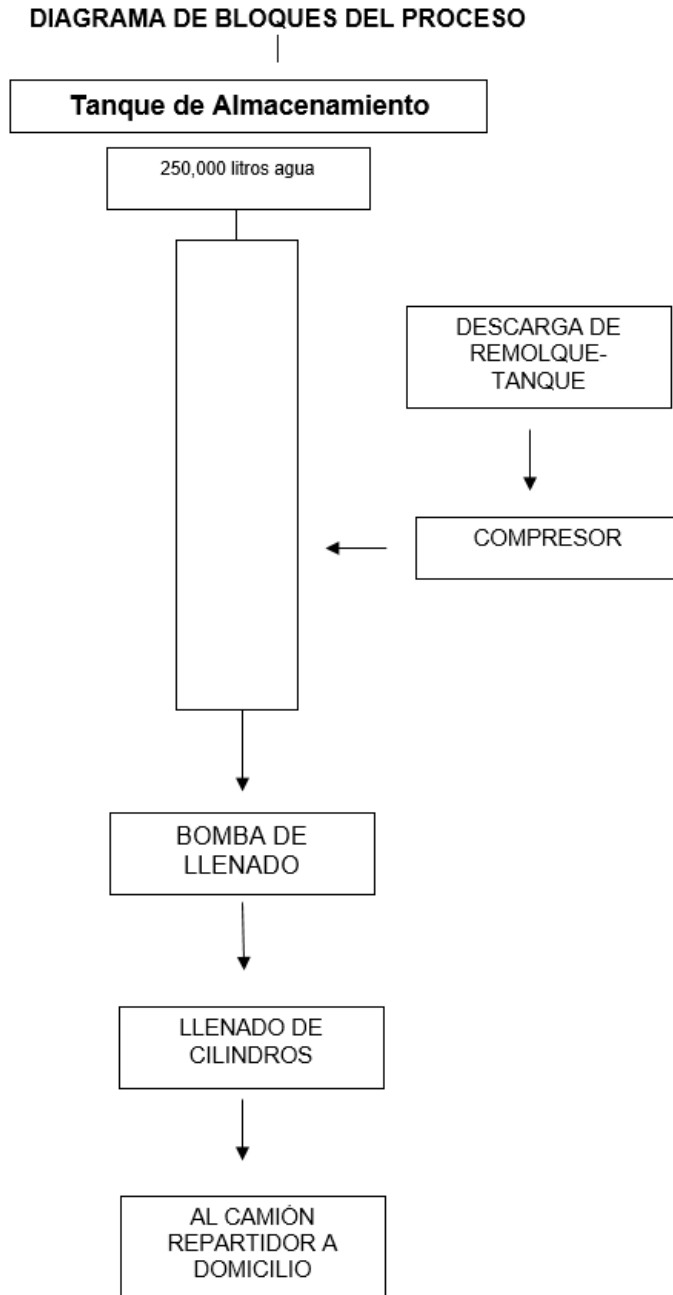 DIAGRAMA DE BLOQUES DEL PROCESO
Tanque de Almacenamiento
250,000 litros agua
DESCARGA DE
REMOLQUE-
TANQUE
COMPRESOR
BOMBA DE
LLENADO
LLENADO DE
CILINDROS
AL CAMIÓN
REPARTIDOR A
DOMICILIO